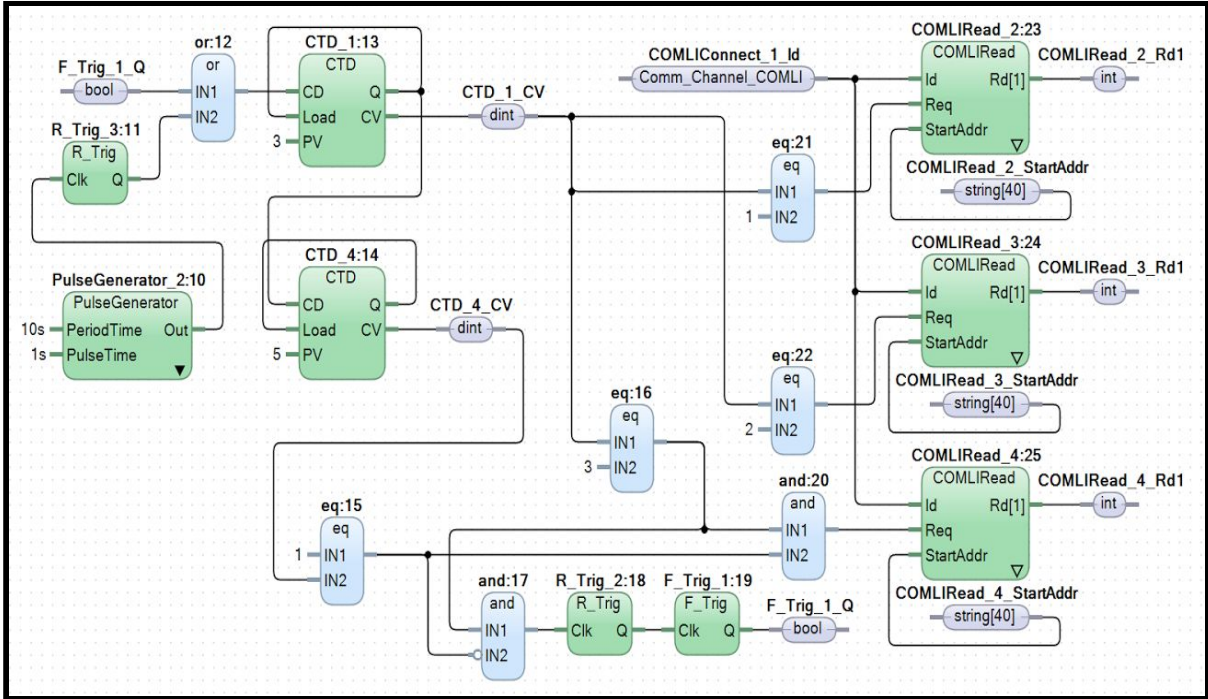 or:12
or
IN1
IN2
F_Trig_1_Q
bool
R_Trig_3:11
R_Trig
Clk Q
PulseGenerator_2:10
PulseGenerator
10s PeriodTime Out
1s PulseTime
CTD_1:13
CTD
CD Q
Load CV
3 PV
CTD_1_CV
dint
CTD_4:14
CTD
CD Q
Load CV
5 PV
CTD_4_CV
dint
COMLIConnect_1_Id
Comm_Channel_COMLI
eq:21
eq
IN1
1 IN2
eq:22
eq
IN1
2 IN2
eq:16
eq
IN1
3 IN2
eq:15
eq
1 IN1
IN2
and:17
and
IN1
IN2
R_Trig_2:18
R_Trig
Clk Q
F_Trig_1:19
F_Trig
Clk Q
F_Trig_1_Q
bool
and:20
and
IN1
IN2
COMLIRead_2:23
COMLIRead
Id Rd[1]
Req
StartAddr
COMLIRead_2_Rd1
int
COMLIRead_2_StartAddr
string[40]
COMLIRead_3:24
COMLIRead
Id Rd[1]
Req
StartAddr
COMLIRead_3_Rd1
int
COMLIRead_3_StartAddr
string[40]
COMLIRead_4:25
COMLIRead
Id Rd[1]
Req
StartAddr
COMLIRead_4_Rd1
int
COMLIRead_4_StartAddr
string[40]